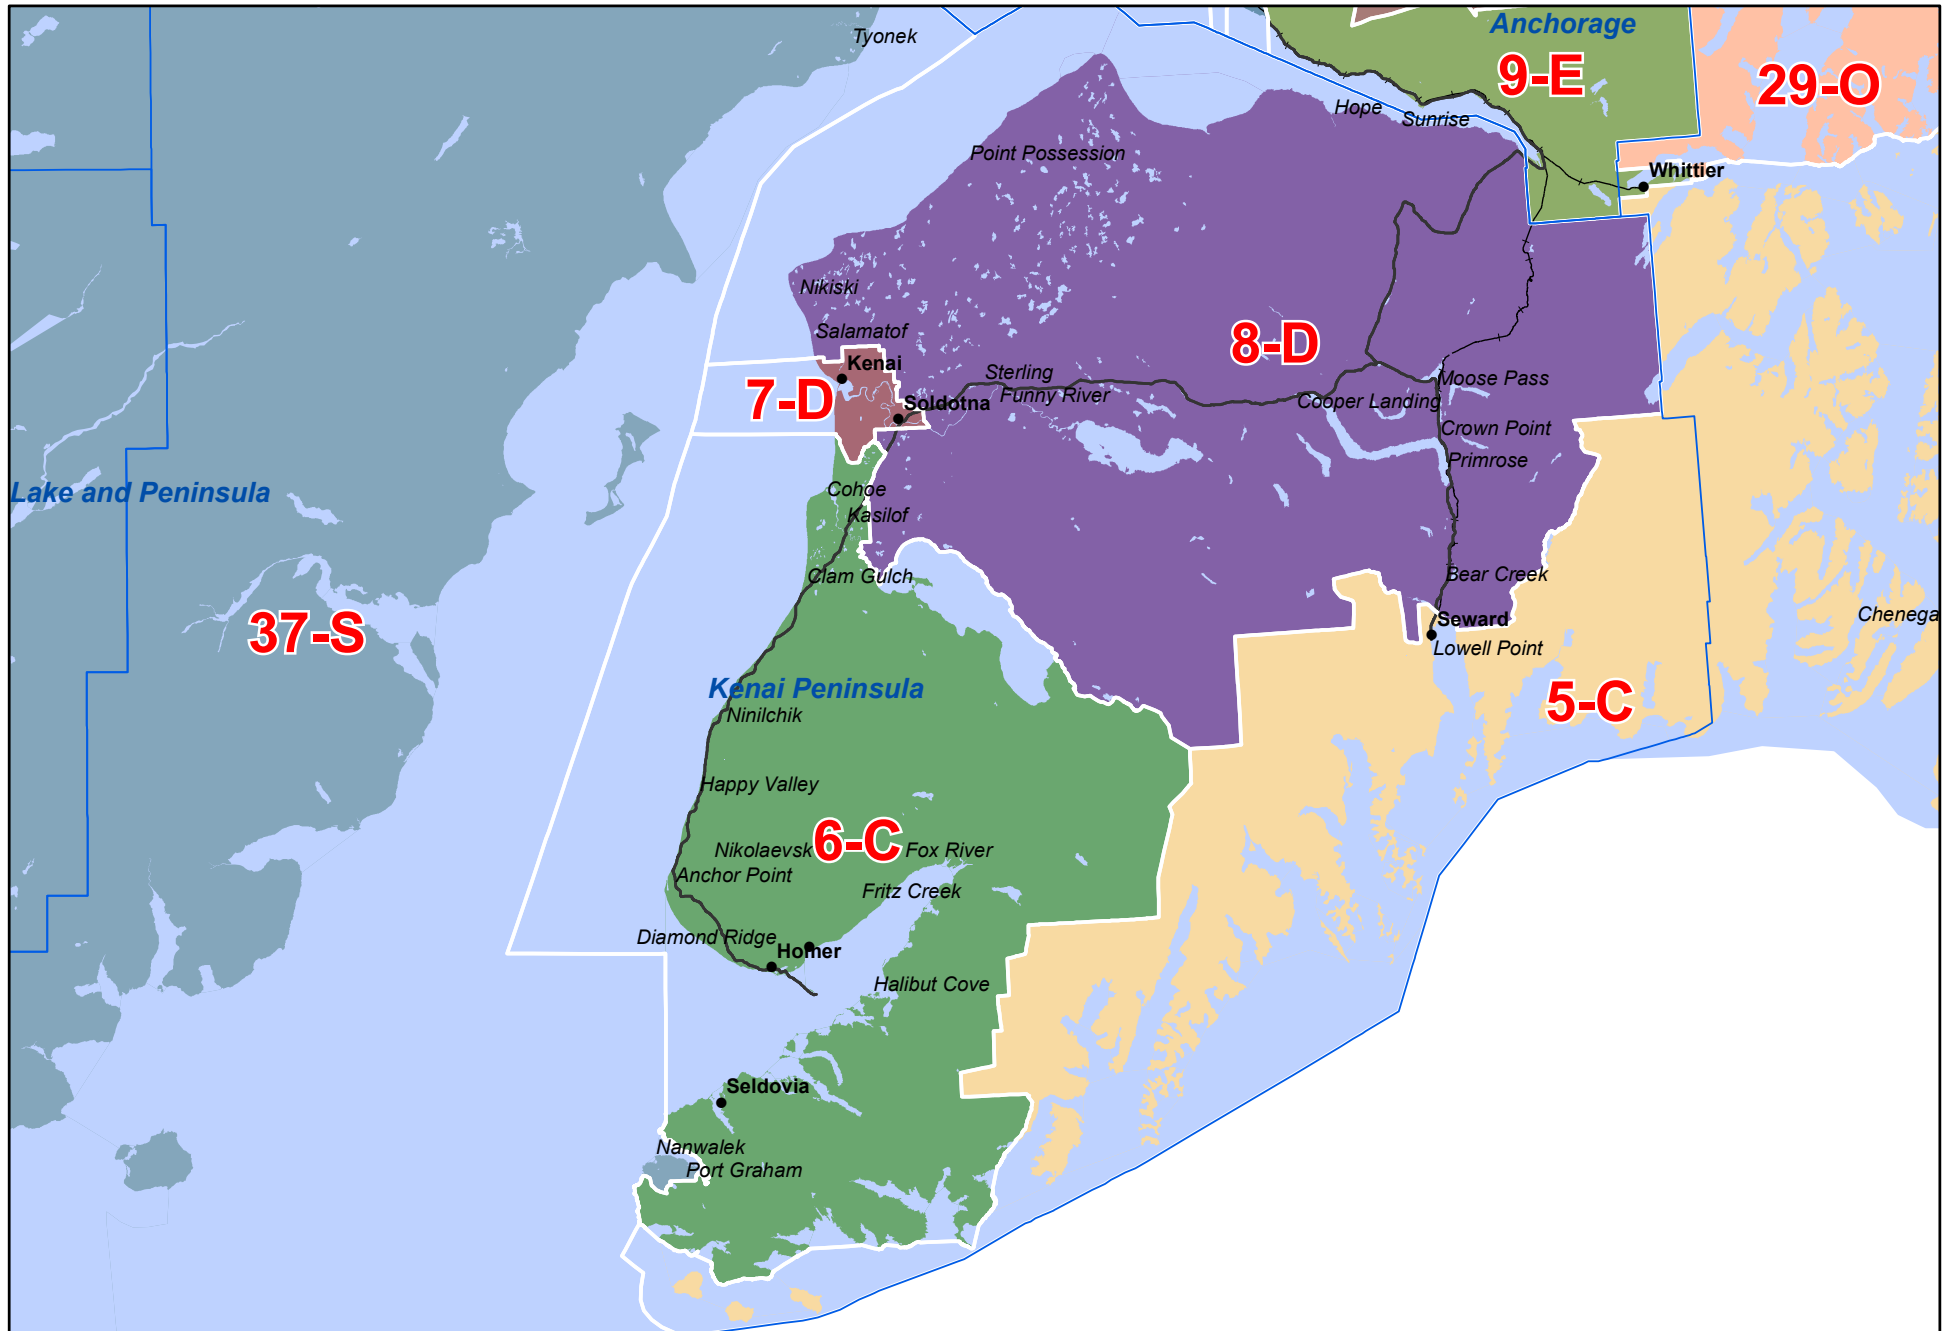 Tyonek
Anchorage
9-E
29-O
Hope
Sunrise
Point Possession
Whittier
Nikiski
Salamatof
8-D
Kenai
7-D
Sterling
Moose Pass
Funny River
Soldotna
Cooper Landing
Crown Point
Primrose
Cohoe
Lake and Peninsula
Kasilof
Clam Gulch
Bear Creek
Chenega
Seward
37-S
Lowell Point
Kenai Peninsula
5-C
Ninilchik
Happy Valley
6-C
Nikolaevsk
Fox River
Anchor Point
Fritz Creek
Diamond Ridge
Homer
Halibut Cove
Seldovia
Nanwalek
Port Graham